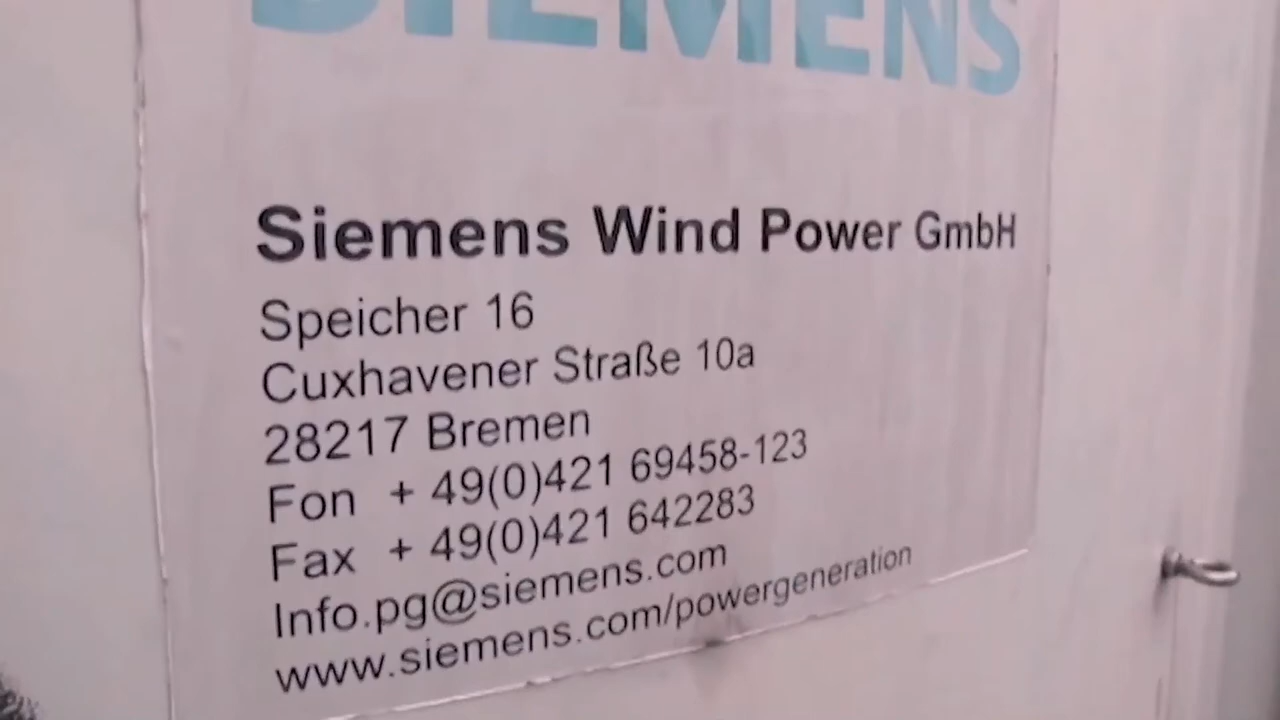 SIEMENS
Siemens Wind Power GmbH
Speicher 16
Cuxhavener Straße 10a
28217 Bremen
Fon + 49(0)421 69458-123
Fax + 49(0)421 642283
Info.pg@siemens.com
www.siemens.com/powergeneration